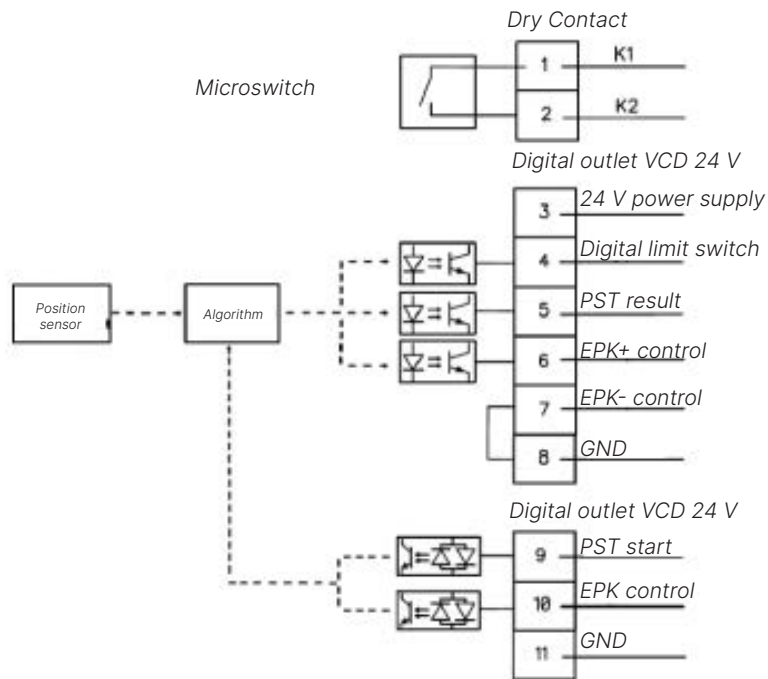 Dry Contact
Microswitch
1 K1
2 K2
Digital outlet VCD 24 V
3 24 V power supply
4 Digital limit switch
5 PST result
Position
sensor
Algorithm
6 EPK+ control
7 EPK- control
8 GND
Digital outlet VCD 24 V
9 PST start
10 EPK control
11 GND